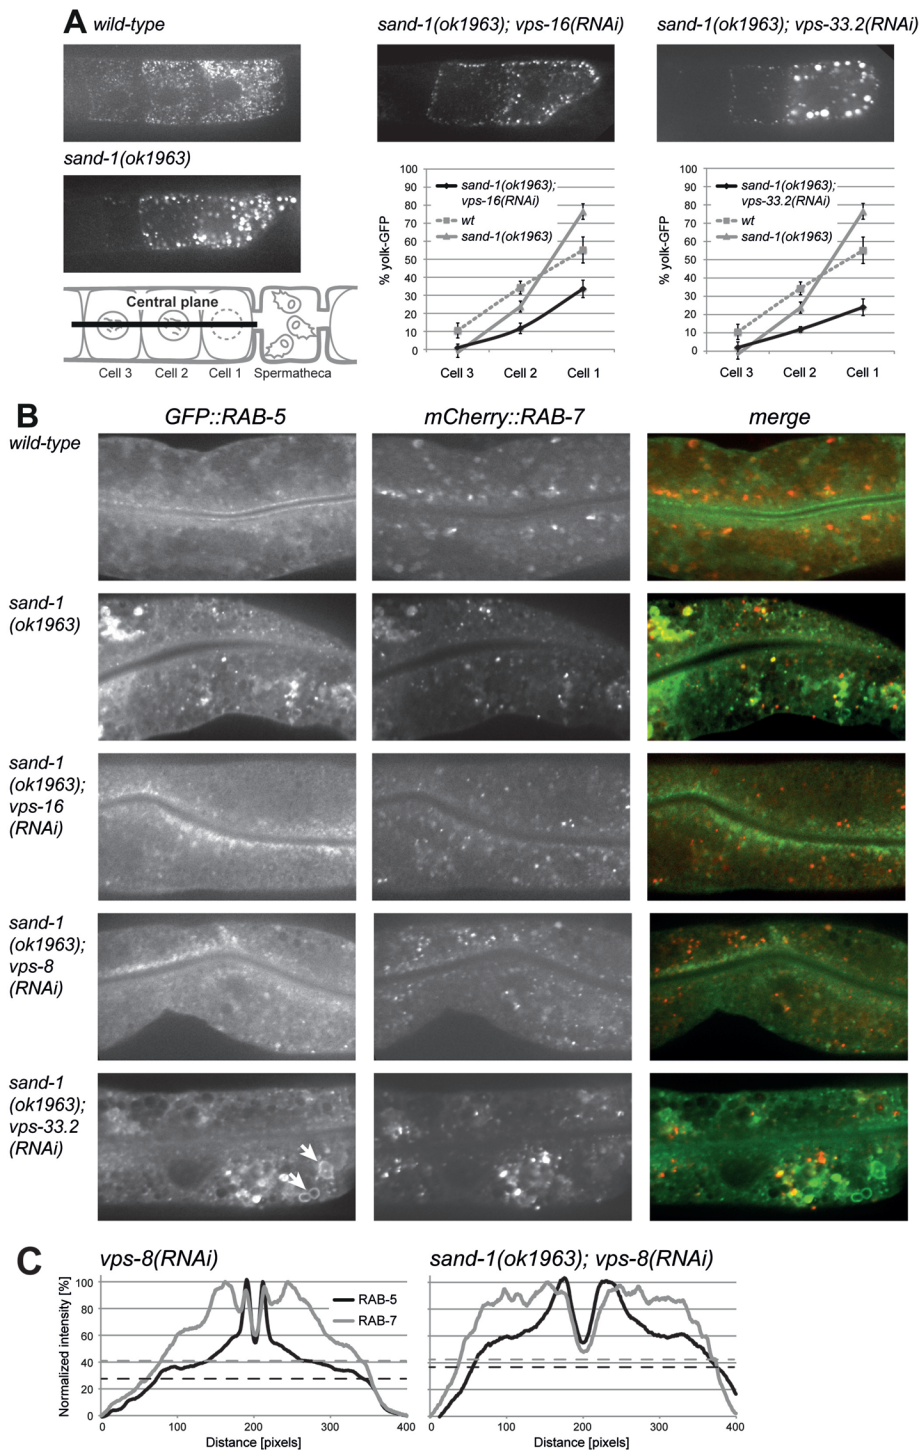 A wild-type
sand-1(ok1963); vps-16(RNAi)
sand-1(ok1963); vps-33.2(RNAi)
sand-1(ok1963)
Central plane
Cell 3 Cell 2 Cell 1 Spermatheca
% yolk-GFP
100
90
80
70
60
50
40
30
20
10
0
sand-1(ok1963);
vps-16(RNAi)
wt
sand-1(ok1963)
Cell 3 Cell 2 Cell 1
% yolk-GFP
100
90
80
70
60
50
40
30
20
10
0
sand-1(ok1963);
vps-33.2(RNAi)
wt
sand-1(ok1963)
Cell 3 Cell 2 Cell 1
B GFP::RAB-5 mCherry::RAB-7 merge
wild-type
sand-1
(ok1963)
sand-1
(ok1963);
vps-16
(RNAi)
sand-1
(ok1963);
vps-8
(RNAi)
sand-1
(ok1963);
vps-33.2
(RNAi)
C vps-8(RNAi)
sand-1(ok1963); vps-8(RNAi)
Normalized intensity [%]
100
80
60
40
20
0
RAB-5
RAB-7
0 100 200 300 400
Distance [pixels]
100 200 300 400
Distance [pixels]